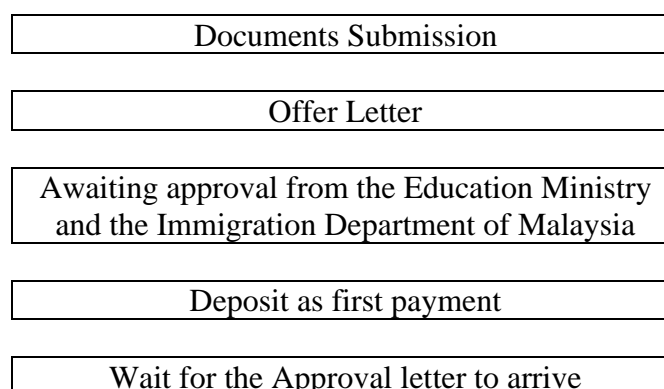 Documents Submission
Offer Letter
Awaiting approval from the Education Ministry
and the Immigration Department of Malaysia
Deposit as first payment
Wait for the Approval letter to arrive